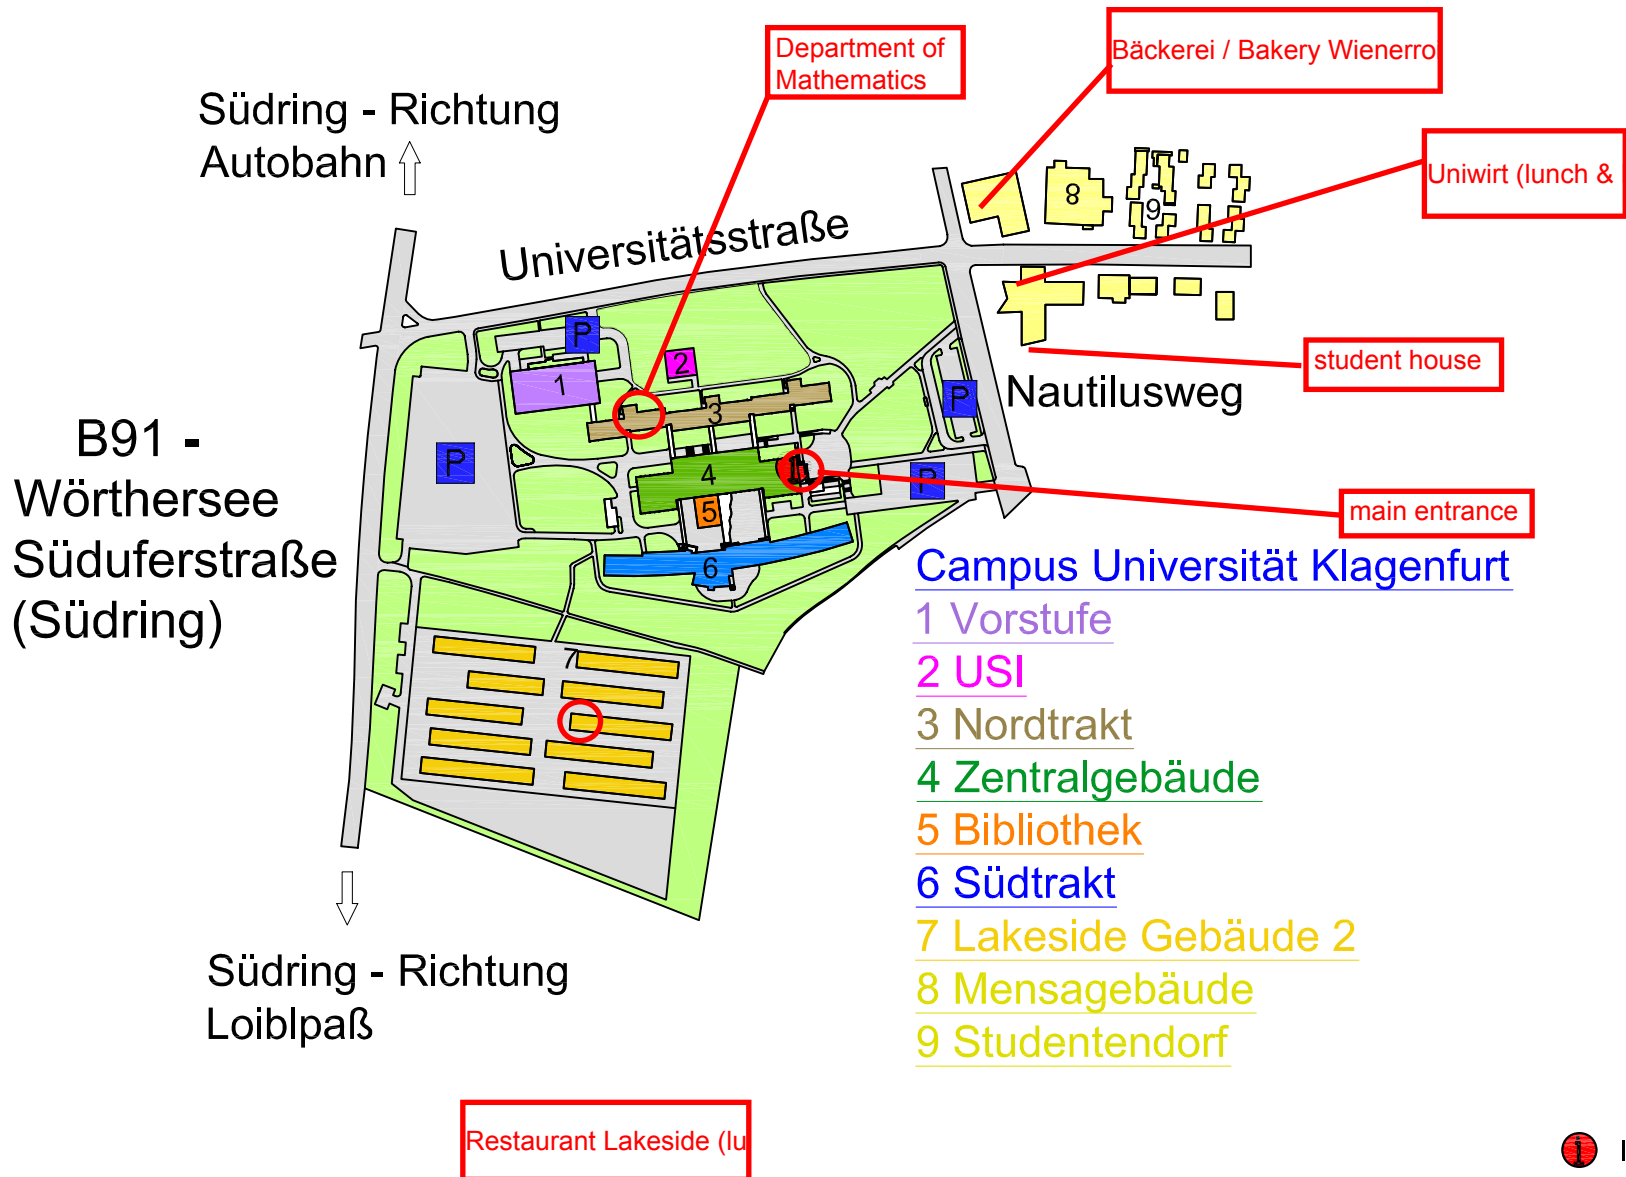 Department of
Mathematics
Bäckerei / Bakery Wienerroi
Südring - Richtung
Autobahn
Uniwirt (lunch &
8
9
Universitätsstraße
P
2
1
student house
Nautilusweg
P
3
B91 -
Wörthersee
Süduferstraße
(Südring)
P
4
P
5
main entrance
6
Campus Universität Klagenfurt
1 Vorstufe
2 USI
3 Nordtrakt
4 Zentralgebäude
5 Bibliothek
6 Südtrakt
7 Lakeside Gebäude 2
8 Mensagebäude
9 Studentendorf
7
Südring - Richtung
Loiblpaß
Restaurant Lakeside (lu
i